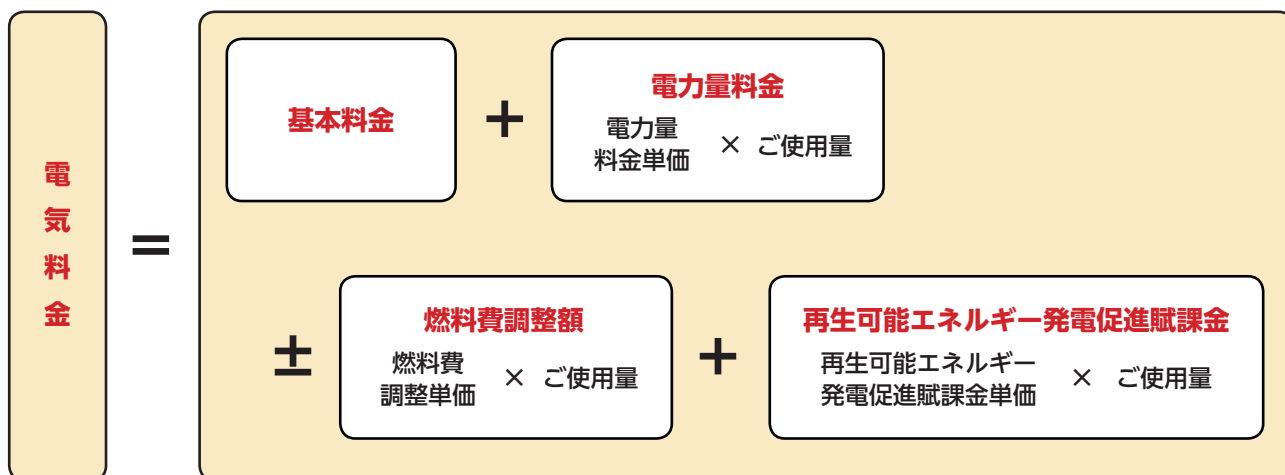 電気料金
=
基本料金
+
電力量料金
電力量
料金単価
× ご使用量
±
燃料費調整額
燃料費
調整単価
× ご使用量
+
再生可能エネルギー発電促進賦課金
再生可能エネルギー
発電促進賦課金単価
× ご使用量